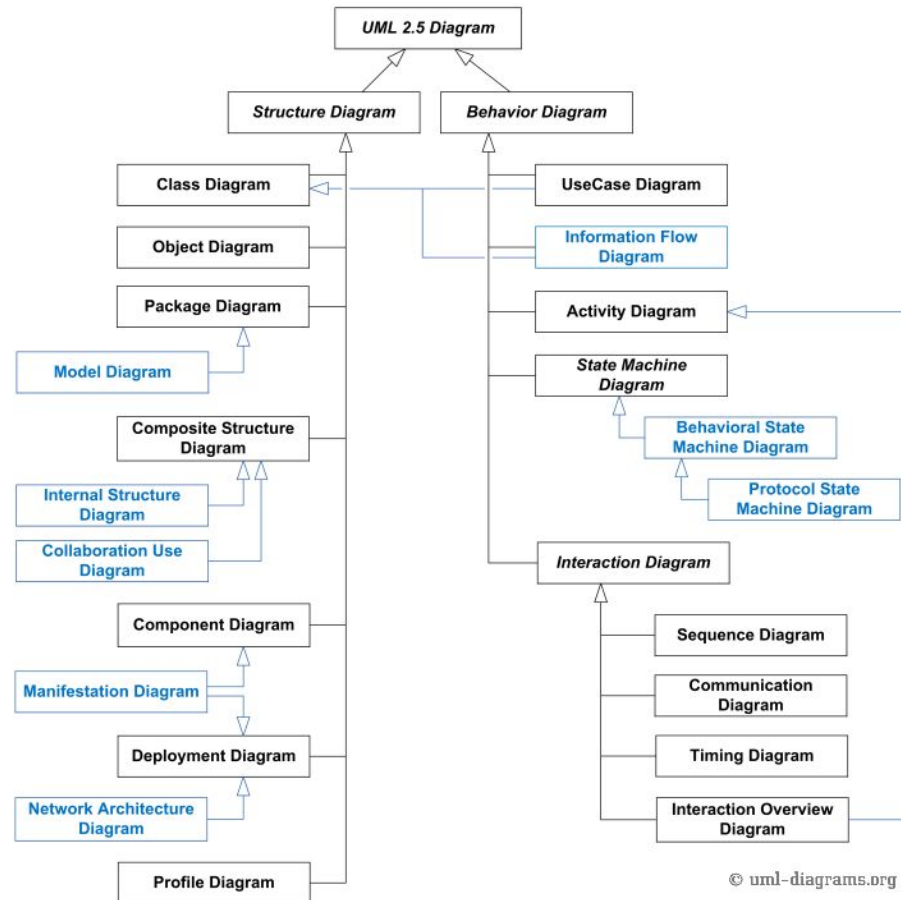 UML 2.5 Diagram
Structure Diagram
Behavior Diagram
Class Diagram
UseCase Diagram
Object Diagram
Information Flow
Diagram
Package Diagram
Activity Diagram
Model Diagram
State Machine
Diagram
Composite Structure
Diagram
Behavioral State
Machine Diagram
Internal Structure
Diagram
Protocol State
Machine Diagram
Collaboration Use
Diagram
Interaction Diagram
Component Diagram
Sequence Diagram
Manifestation Diagram
Communication
Diagram
Deployment Diagram
Timing Diagram
Network Architecture
Diagram
Interaction Overview
Diagram
Profile Diagram
© uml-diagrams.org